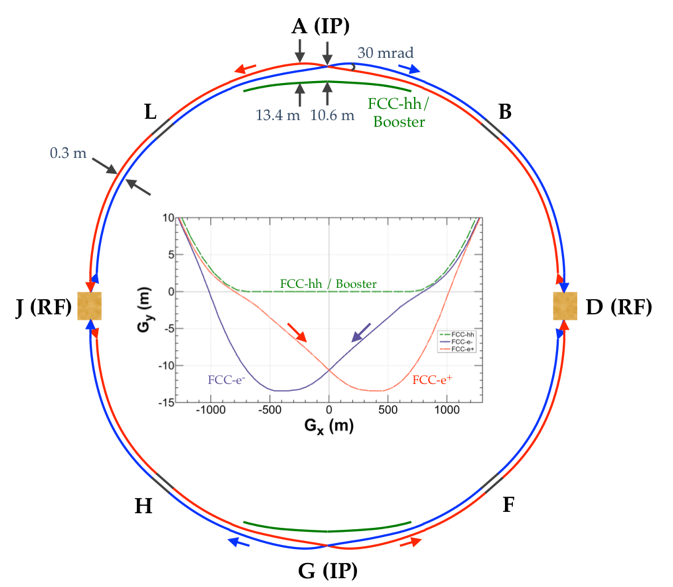 A (IP)
30 mrad
L
13.4 m
10.6 m
FCC-hh/
Booster
B
0.3 m
10
5
0
-5
-10
-15
Gy (m)
FCC-hh / Booster
FCC-hh
FCC-e-
FCC-e+
FCC-e-
FCC-e+
-1000
-500
0
500
1000
Gx (m)
J (RF)
D (RF)
H
F
G (IP)